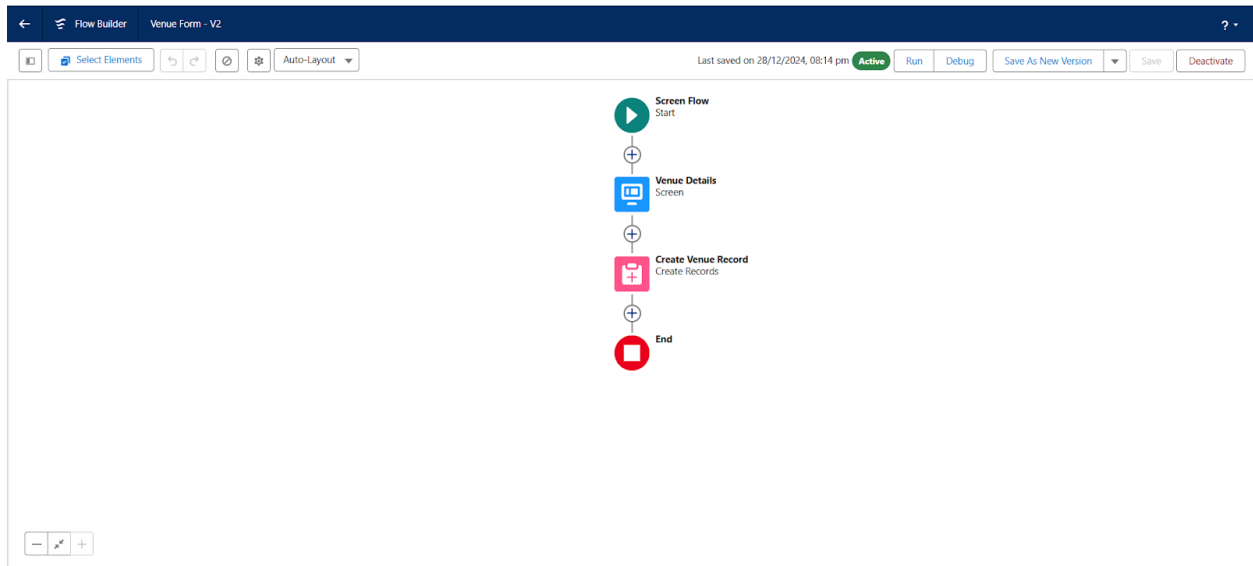 Flow Builder Venue Form - V2 ?
Select Elements Auto-Layout Last saved on 28/12/2024, 08:14 pm Active Run Debug Save As New Version Save Deactivate
Screen Flow
Start
Venue Details
Screen
Create Venue Record
Create Records
End